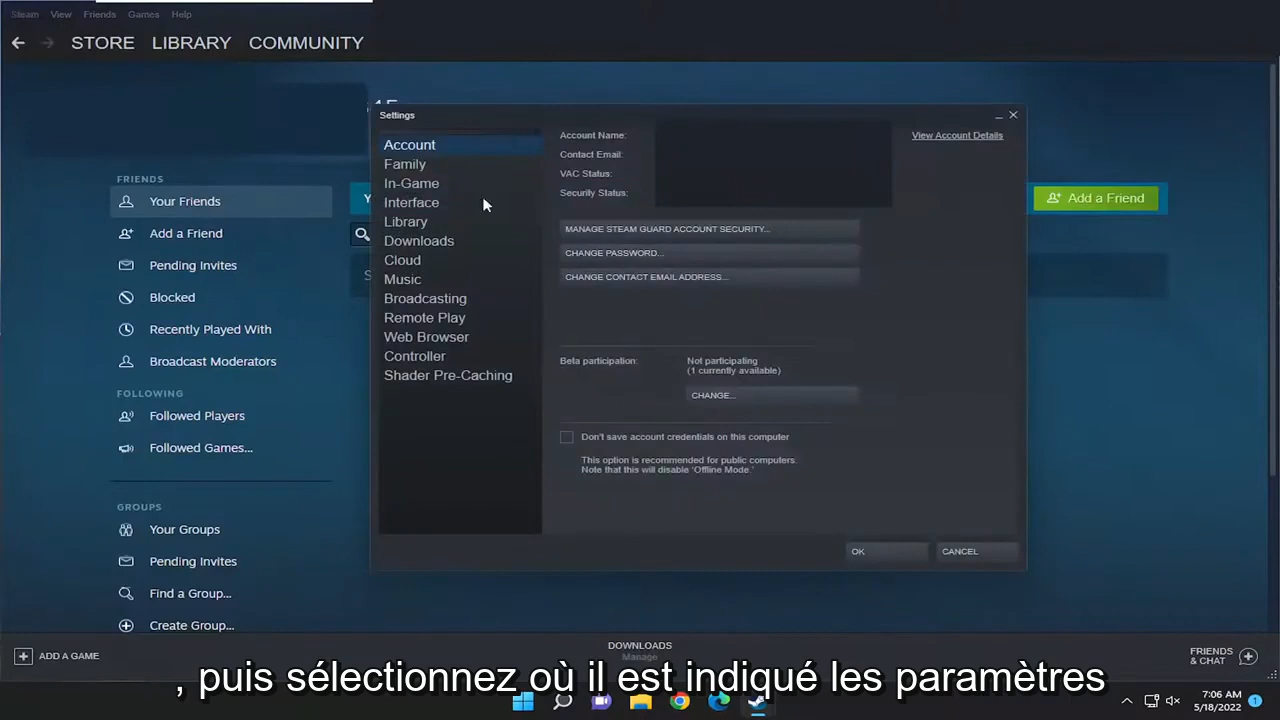 Steam View Friends Games Help
STORE LIBRARY COMMUNITY
Settings
Account
Family
In-Game
Interface
Library
Downloads
Cloud
Music
Broadcasting
Remote Play
Web Browser
Controller
Shader Pre-Caching
Account Name:
Contact Email:
VAC Status:
Security Status:
View Account Details
MANAGE STEAM GUARD ACCOUNT SECURITY...
CHANGE PASSWORD...
CHANGE CONTACT EMAIL ADDRESS...
Beta participation: Not participating
(1 currently available)
CHANGE...
Don't save account credentials on this computer
This option is recommended for public computers.
Note that this will disable 'Offline Mode.'
OK CANCEL
FRIENDS
Your Friends
Add a Friend
Pending Invites
Blocked
Recently Played With
Broadcast Moderators
FOLLOWING
Followed Players
Followed Games...
GROUPS
Your Groups
Pending Invites
Find a Group...
Create Group...
Add a Friend
ADD A GAME
DOWNLOADS
Manage
FRIENDS
& CHAT
, puis sélectionnez où il est indiqué les paramètres
7:06 AM
5/18/2022
1